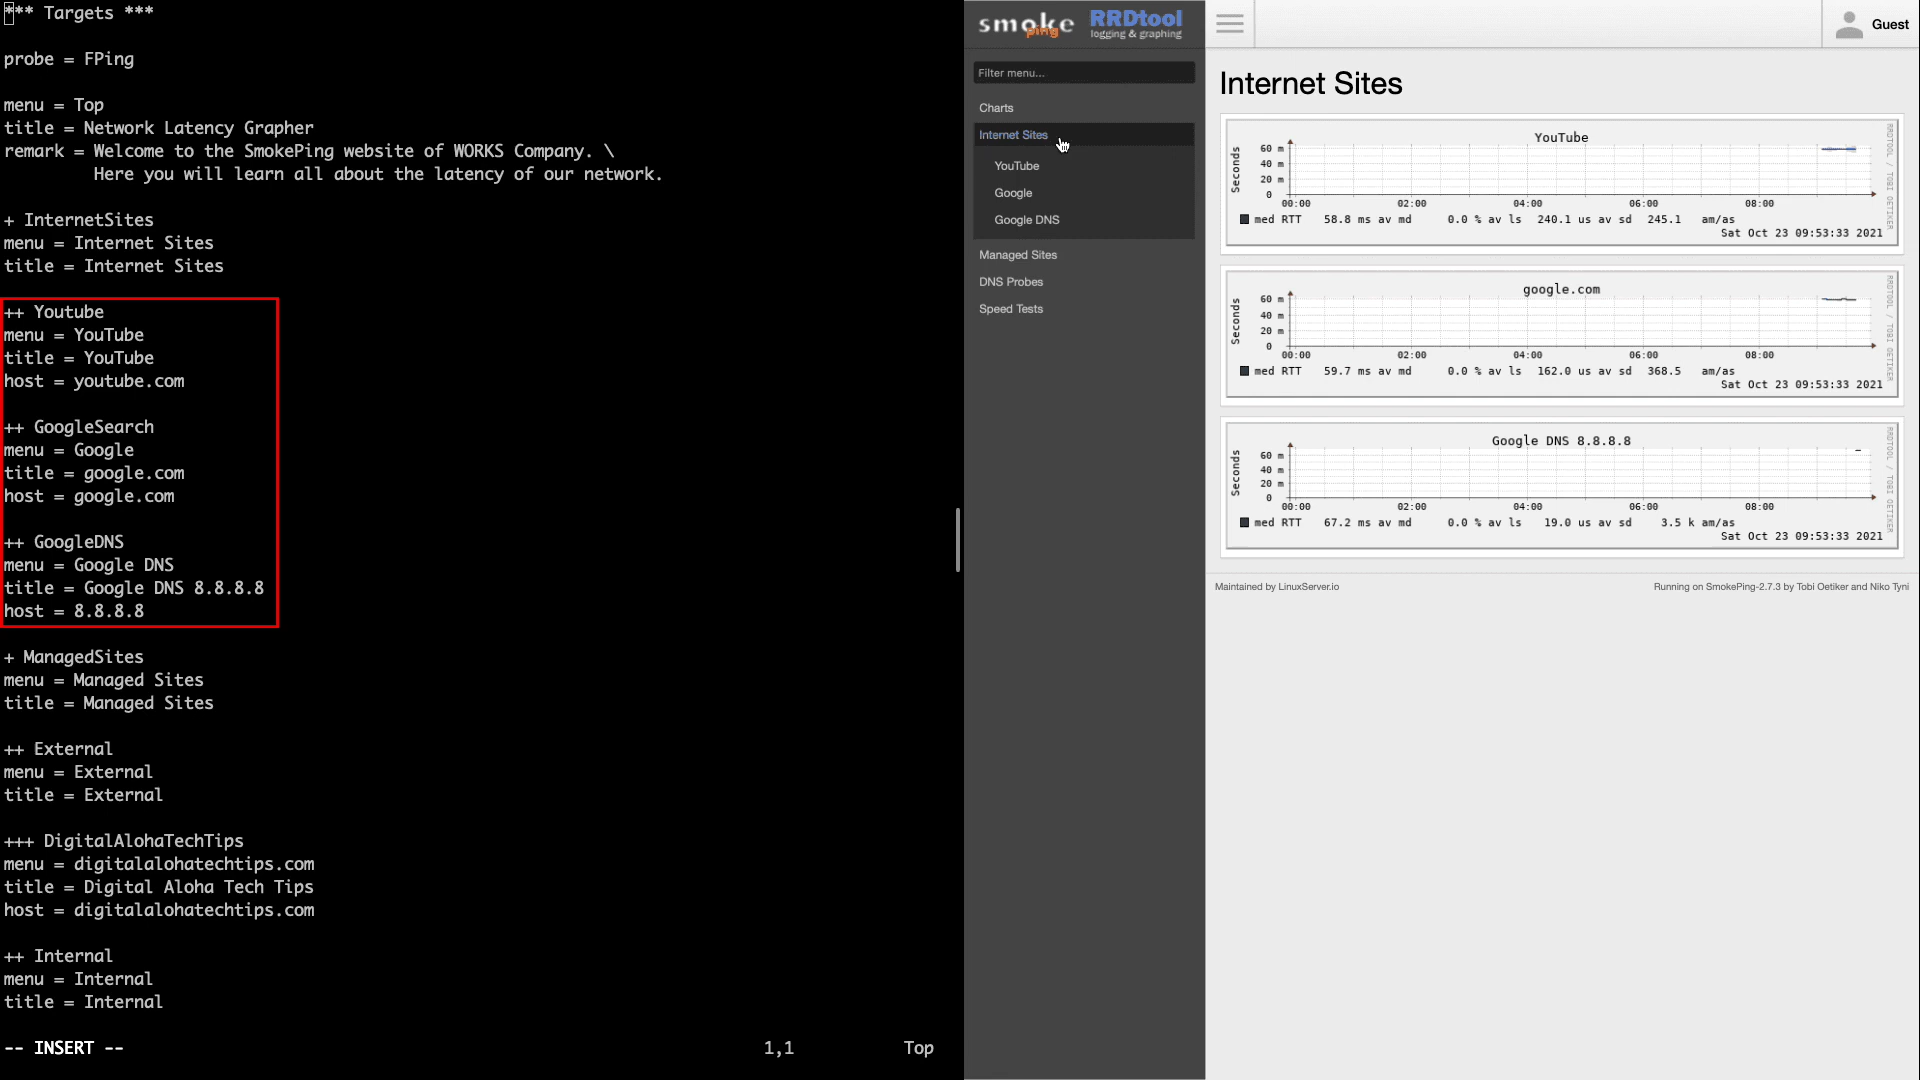 *** Targets ***
probe = FPing
menu = Top
title = Network Latency Grapher
remark = Welcome to the SmokePing website of WORKS Company. \
Here you will learn all about the latency of our network.
+ InternetSites
menu = Internet Sites
title = Internet Sites
++ Youtube
menu = YouTube
title = YouTube
host = youtube.com
++ GoogleSearch
menu = Google
title = google.com
host = google.com
++ GoogleDNS
menu = Google DNS
title = Google DNS 8.8.8.8
host = 8.8.8.8
+ ManagedSites
menu = Managed Sites
title = Managed Sites
++ External
menu = External
title = External
+++ DigitalAlohaTechTips
menu = digitalalohatechtips.com
title = Digital Aloha Tech Tips
host = digitalalohatechtips.com
++ Internal
menu = Internal
title = Internal
-- INSERT -- 1,1 Top
smoke ping
RRDtool
logging & graphing
Filter menu...
Charts
Internet Sites
YouTube
Google
Google DNS
Managed Sites
DNS Probes
Speed Tests
Guest
Internet Sites
YouTube
Seconds
60 m
40 m
20 m
0
00:00 02:00 04:00 06:00 08:00
med RTT 58.8 ms av md 0.0 % av ls 240.1 us av sd 245.1 am/as
Sat Oct 23 09:53:33 2021
RRDTOOL / TOBI OETIKER
google.com
Seconds
60 m
40 m
20 m
0
00:00 02:00 04:00 06:00 08:00
med RTT 59.7 ms av md 0.0 % av ls 162.0 us av sd 368.5 am/as
Sat Oct 23 09:53:33 2021
RRDTOOL / TOBI OETIKER
Google DNS 8.8.8.8
Seconds
60 m
40 m
20 m
0
00:00 02:00 04:00 06:00 08:00
med RTT 67.2 ms av md 0.0 % av ls 19.0 us av sd 3.5 k am/as
Sat Oct 23 09:53:33 2021
RRDTOOL / TOBI OETIKER
Maintained by LinuxServer.io
Running on SmokePing-2.7.3 by Tobi Oetiker and Niko Tyni